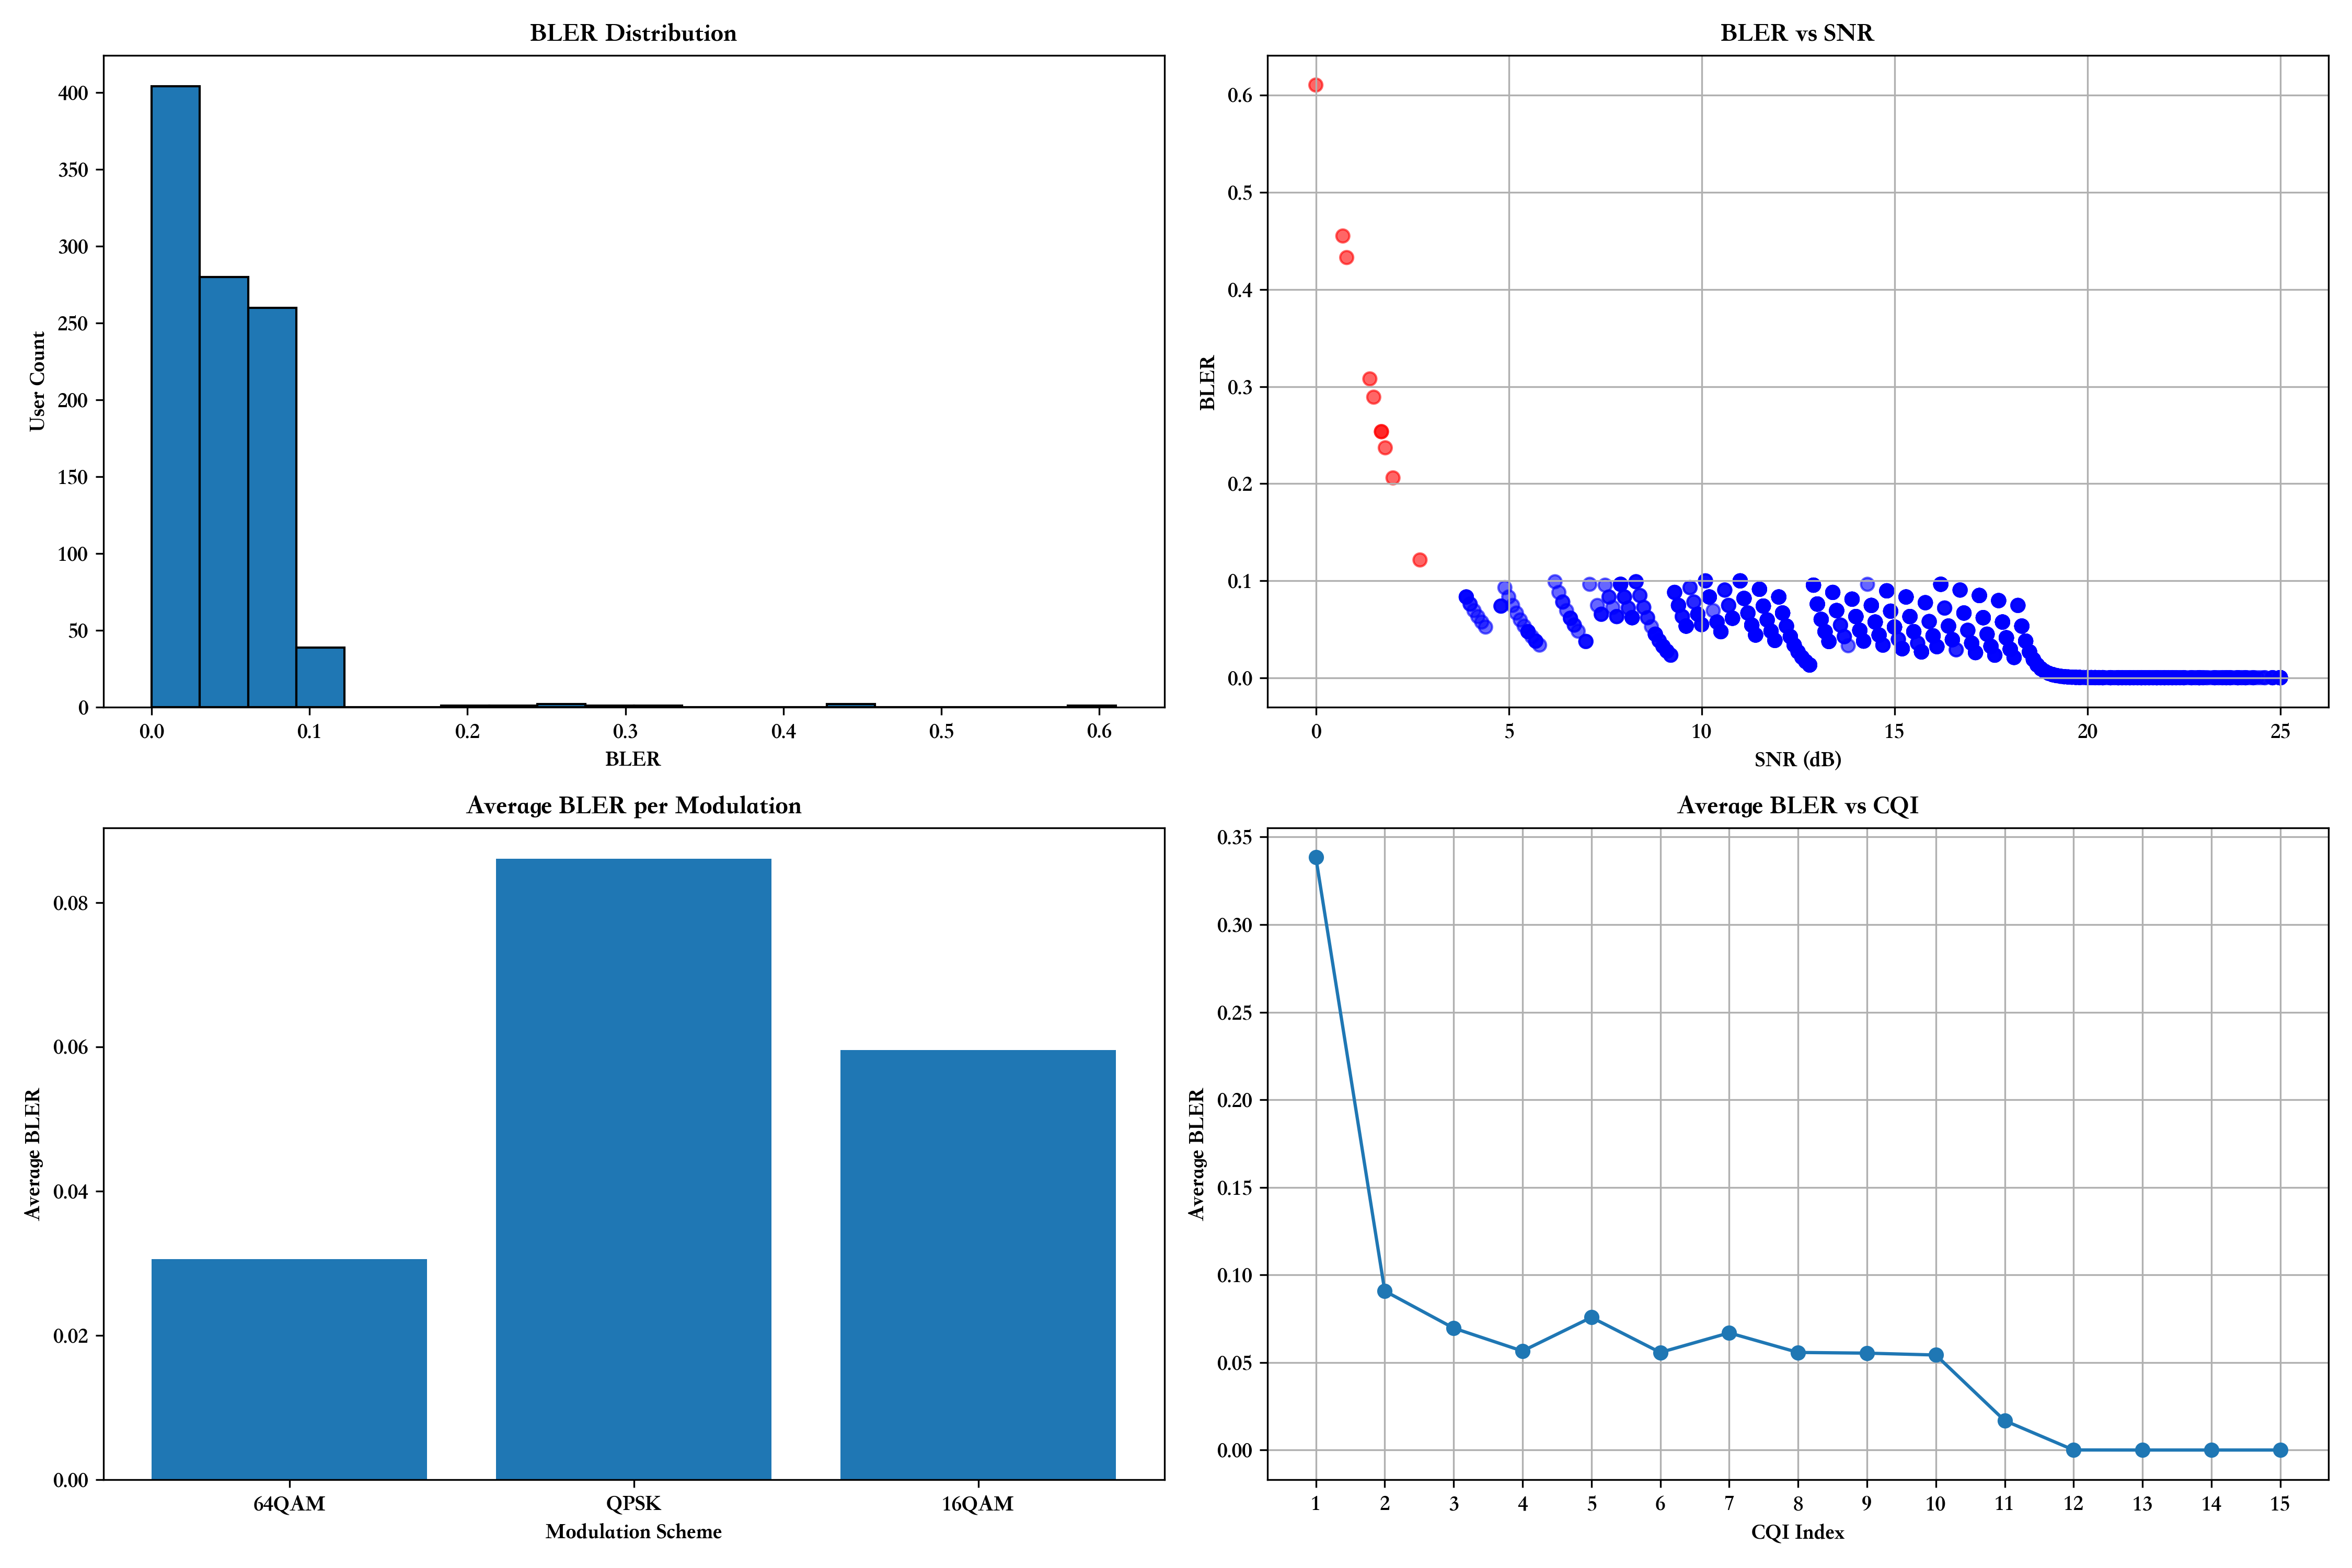 BLER Distribution
User Count
400
350
300
250
200
150
100
50
0
0.0 0.1 0.2 0.3 0.4 0.5 0.6
BLER
BLER vs SNR
BLER
0.6
0.5
0.4
0.3
0.2
0.1
0.0
0 5 10 15 20 25
SNR (dB)
Average BLER per Modulation
Average BLER
0.08
0.06
0.04
0.02
0.00
64QAM QPSK 16QAM
Modulation Scheme
Average BLER vs CQI
Average BLER
0.35
0.30
0.25
0.20
0.15
0.10
0.05
0.00
1 2 3 4 5 6 7 8 9 10 11 12 13 14 15
CQI Index